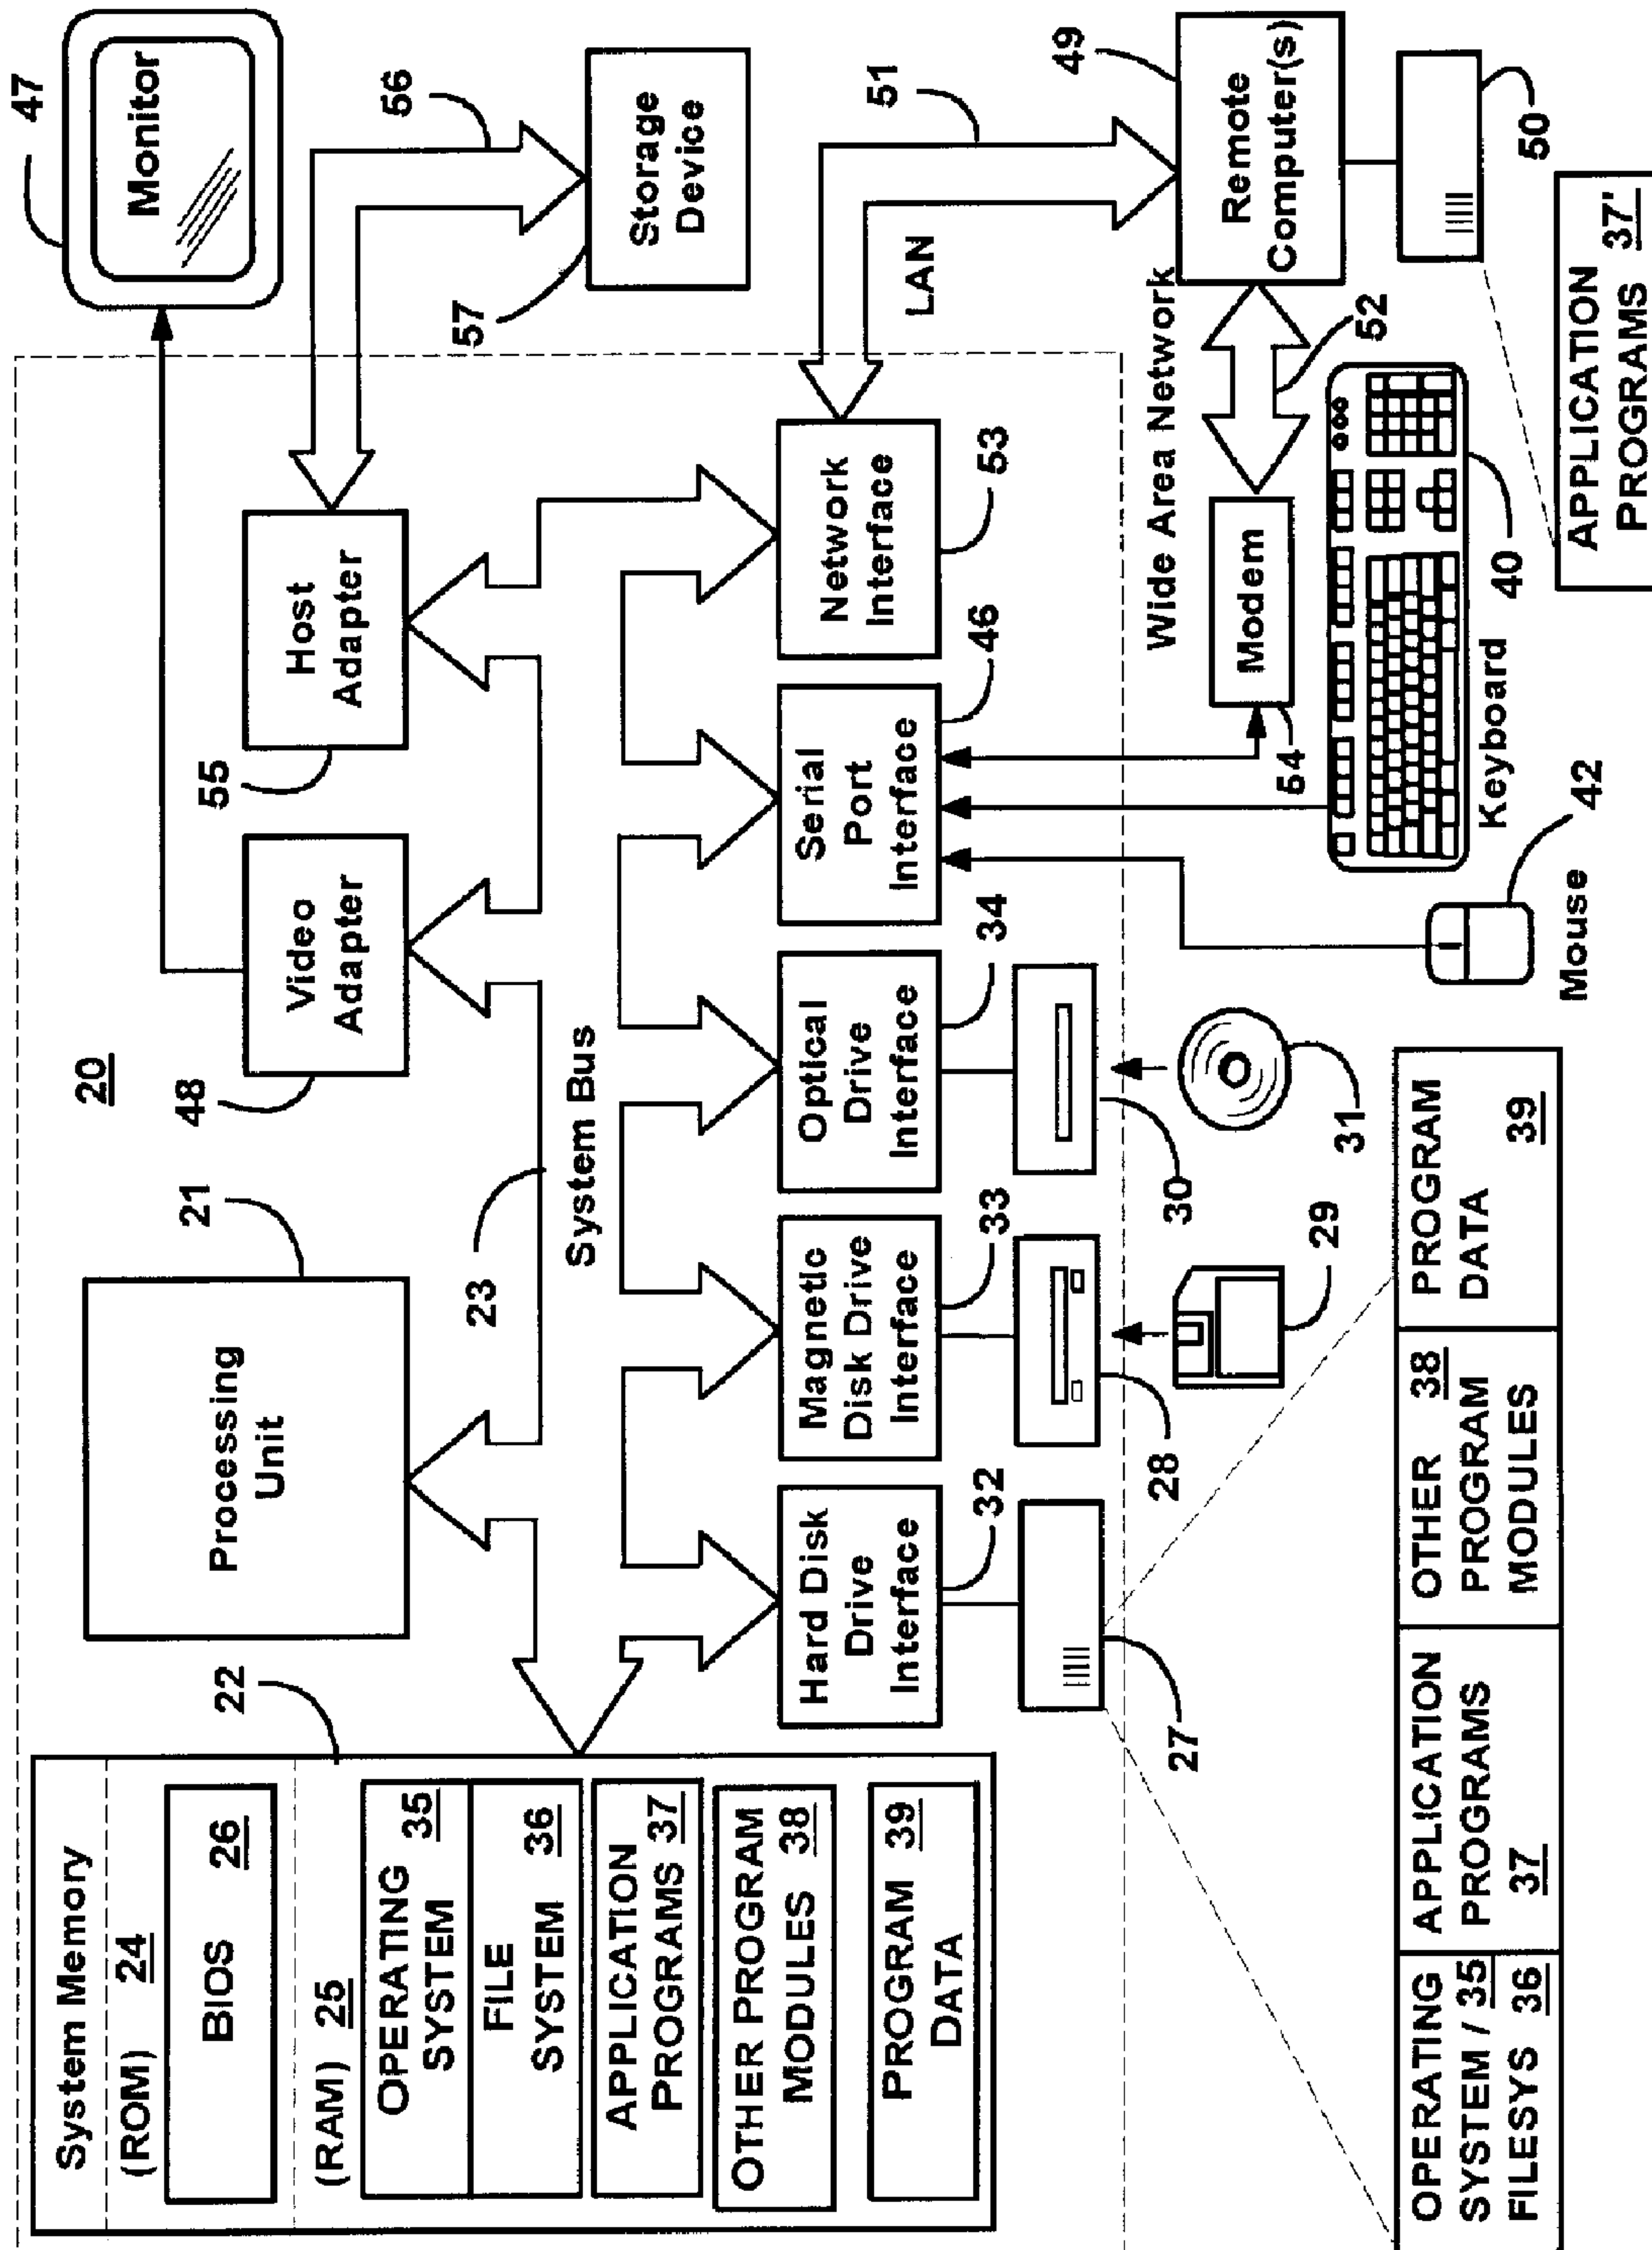 System Memory
(ROM) 24
BIOS 26
(RAM) 25
OPERATING
SYSTEM 35
FILE
SYSTEM 36
APPLICATION
PROGRAMS 37
OTHER PROGRAM
MODULES 38
PROGRAM 39
DATA
22
Processing
Unit
21
20
Video
Adapter
48
Host
Adapter
55
Monitor
47
56
Storage
Device
57
23
System Bus
Hard Disk
Drive
Interface
32
Magnetic
Disk Drive
Interface
33
Optical
Drive
Interface
34
Serial
Port
Interface
46
Network
Interface
53
LAN
51
27
28
29
30
31
Wide Area Network
Modem
54
52
Remote
Computer(s)
49
50
Keyboard
40
Mouse
42
OPERATING
SYSTEM / 35
FILESYS 36
APPLICATION
PROGRAMS
37
OTHER 38
PROGRAM
MODULES
PROGRAM
DATA
39
APPLICATION
PROGRAMS 37'